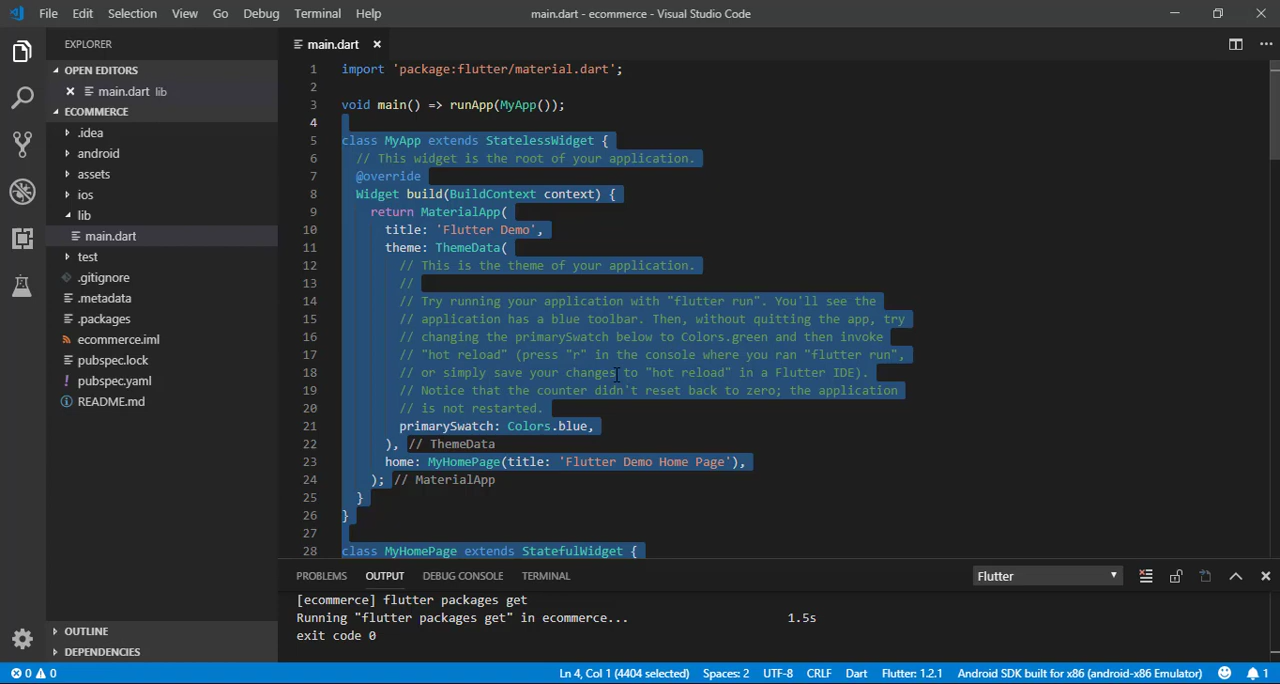 File Edit Selection View Go Debug Terminal Help main.dart - ecommerce - Visual Studio Code
EXPLORER
OPEN EDITORS
main.dart lib
ECOMMERCE
.idea
android
assets
ios
lib
main.dart
test
.gitignore
.metadata
.packages
ecommerce.iml
pubspec.lock
pubspec.yaml
README.md
OUTLINE
DEPENDENCIES
main.dart
1 import 'package:flutter/material.dart';
2
3 void main() => runApp(MyApp());
4
5 class MyApp extends StatelessWidget {
6 // This widget is the root of your application.
7 @override
8 Widget build(BuildContext context) {
9 return MaterialApp(
10 title: 'Flutter Demo',
11 theme: ThemeData(
12 // This is the theme of your application.
13 //
14 // Try running your application with "flutter run". You'll see the
15 // application has a blue toolbar. Then, without quitting the app, try
16 // changing the primarySwatch below to Colors.green and then invoke
17 // "hot reload" (press "r" in the console where you ran "flutter run",
18 // or simply save your changes to "hot reload" in a Flutter IDE).
19 // Notice that the counter didn't reset back to zero; the application
20 // is not restarted.
21 primarySwatch: Colors.blue,
22 ), // ThemeData
23 home: MyHomePage(title: 'Flutter Demo Home Page'),
24 ); // MaterialApp
25 }
26 }
27
28 class MyHomePage extends StatefulWidget {
PROBLEMS OUTPUT DEBUG CONSOLE TERMINAL Flutter
[ecommerce] flutter packages get
Running "flutter packages get" in ecommerce... 1.5s
exit code 0
0 0 Ln 4, Col 1 (4404 selected) Spaces: 2 UTF-8 CRLF Dart Flutter: 1.2.1 Android SDK built for x86 (android-x86 Emulator) 1